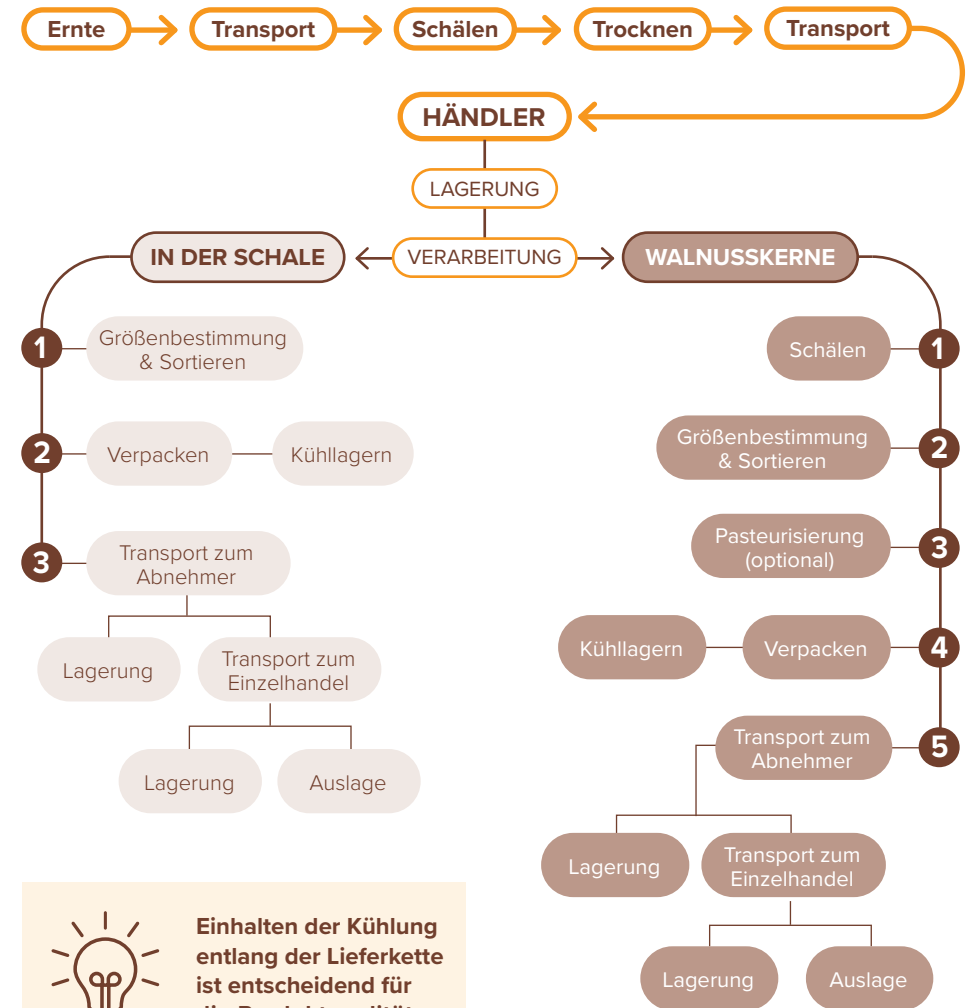 Ernte
Transport
Schälen
Trocknen
Transport
HÄNDLER
LAGERUNG
IN DER SCHALE
VERARBEITUNG
WALNUSSKERNE
1
Größenbestimmung
& Sortieren
2
Verpacken
Kühllagern
3
Transport zum
Abnehmer
Lagerung
Transport zum
Einzelhandel
Lagerung
Auslage
Schälen
1
Größenbestimmung
& Sortieren
2
Pasteurisierung
(optional)
3
Kühllagern
Verpacken
4
Transport zum
Abnehmer
5
Lagerung
Transport zum
Einzelhandel
Lagerung
Auslage
Einhalten der Kühlung
entlang der Lieferkette
ist entscheidend für
die Produktqualität